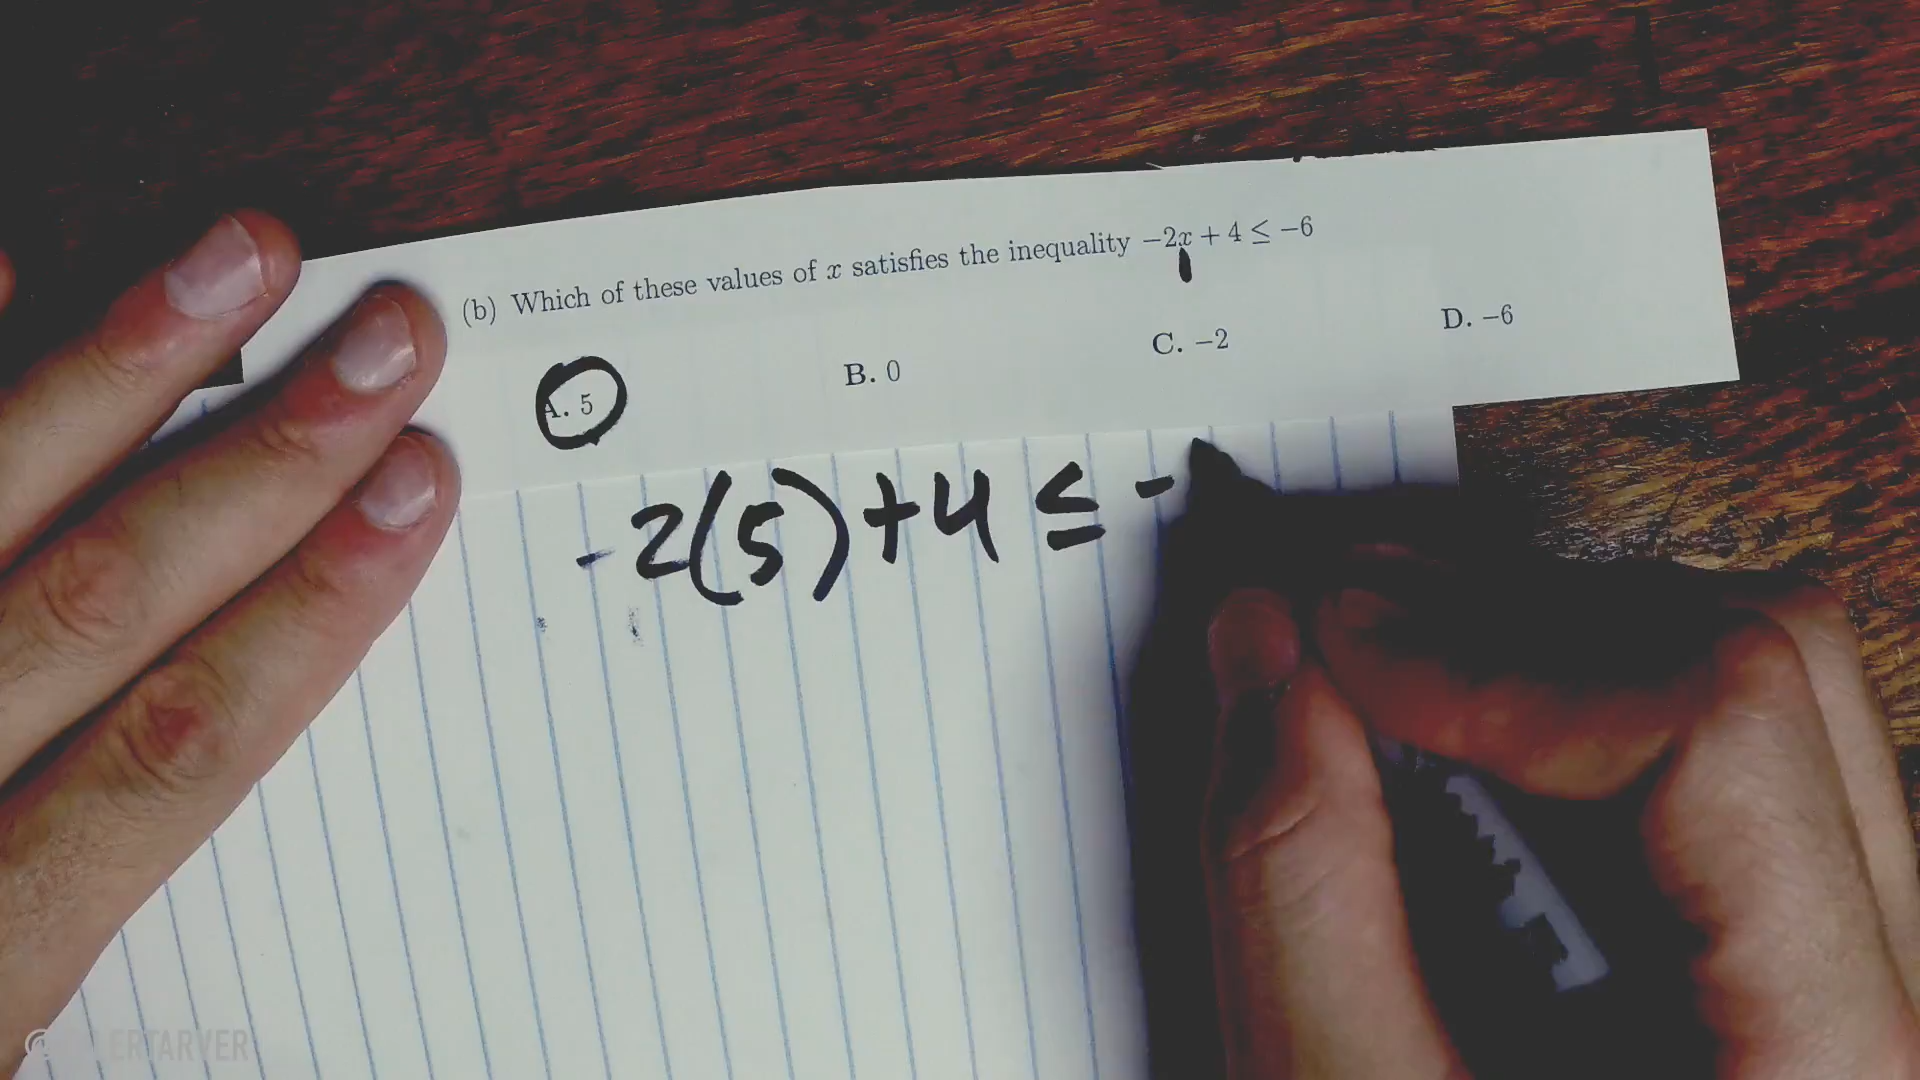 (b) Which of these values of x satisfies the inequality −2x + 4 ≤ −6
A. 5 B. 0 C. −2 D. −6
-2(5)+4 ≤ -